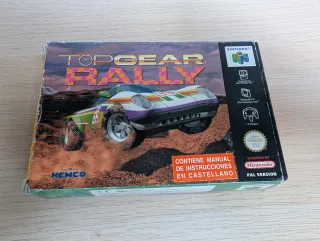 TOP GEAR
RALLY
NINTENDO 64
KEMCO
CONTIENE MANUAL
DE INSTRUCCIONES
EN CASTELLANO
Nintendo
PAL VERSION